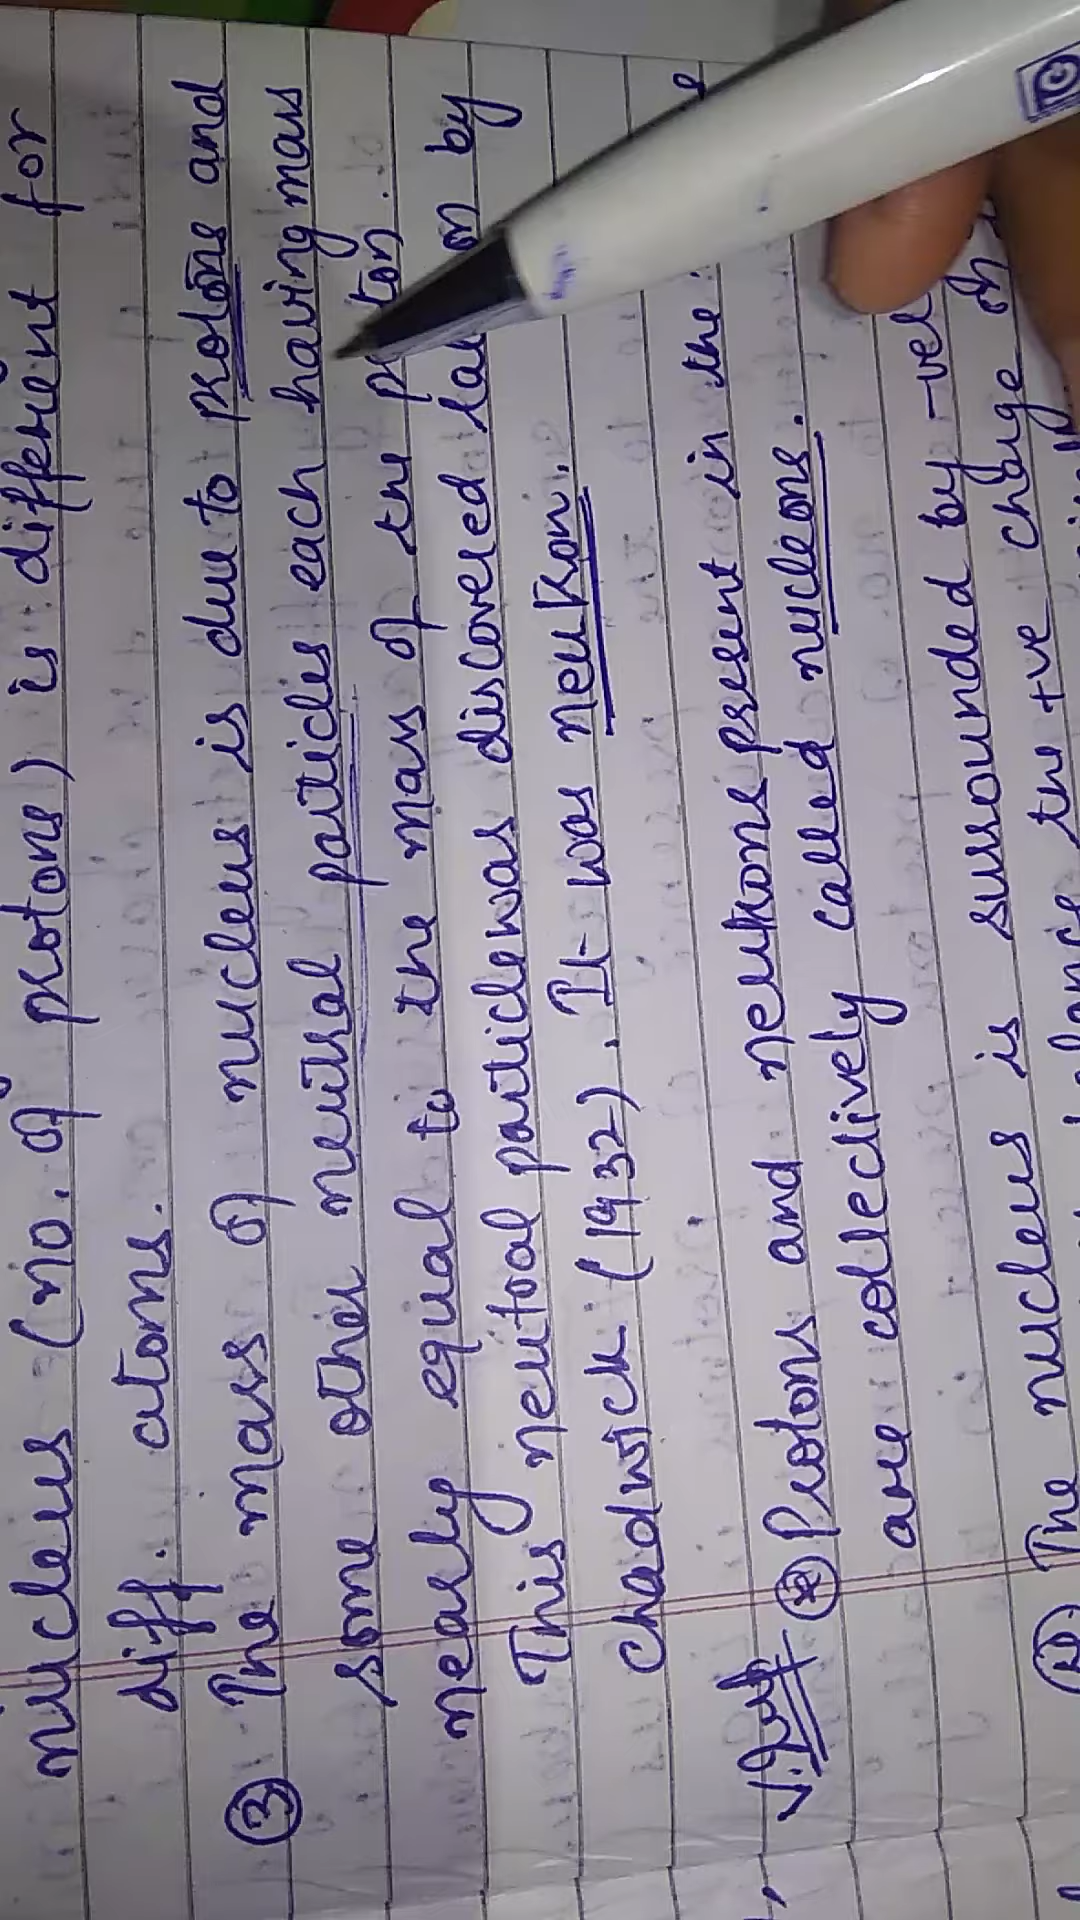 nucleus (no. of protons) is different for
diff. atoms.
③ The mass of nucleus is due to protons and
some other neutral particles each having mass
nearly equal to the mass of the ton.
This neutral particle was discovered on by
Chadwick (1932). It was neutron.
V.Imp * Protons and neutrons present in the
are collectively called nucleons.
The nucleus is surrounded by -ve
the +ve charge